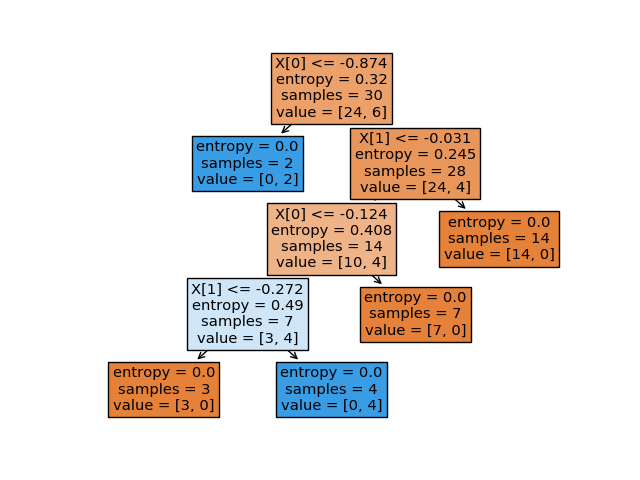 X[0] <= -0.874
entropy = 0.32
samples = 30
value = [24, 6]
entropy = 0.0
samples = 2
value = [0, 2]
X[1] <= -0.031
entropy = 0.245
samples = 28
value = [24, 4]
X[0] <= -0.124
entropy = 0.408
samples = 14
value = [10, 4]
entropy = 0.0
samples = 14
value = [14, 0]
X[1] <= -0.272
entropy = 0.49
samples = 7
value = [3, 4]
entropy = 0.0
samples = 7
value = [7, 0]
entropy = 0.0
samples = 3
value = [3, 0]
entropy = 0.0
samples = 4
value = [0, 4]